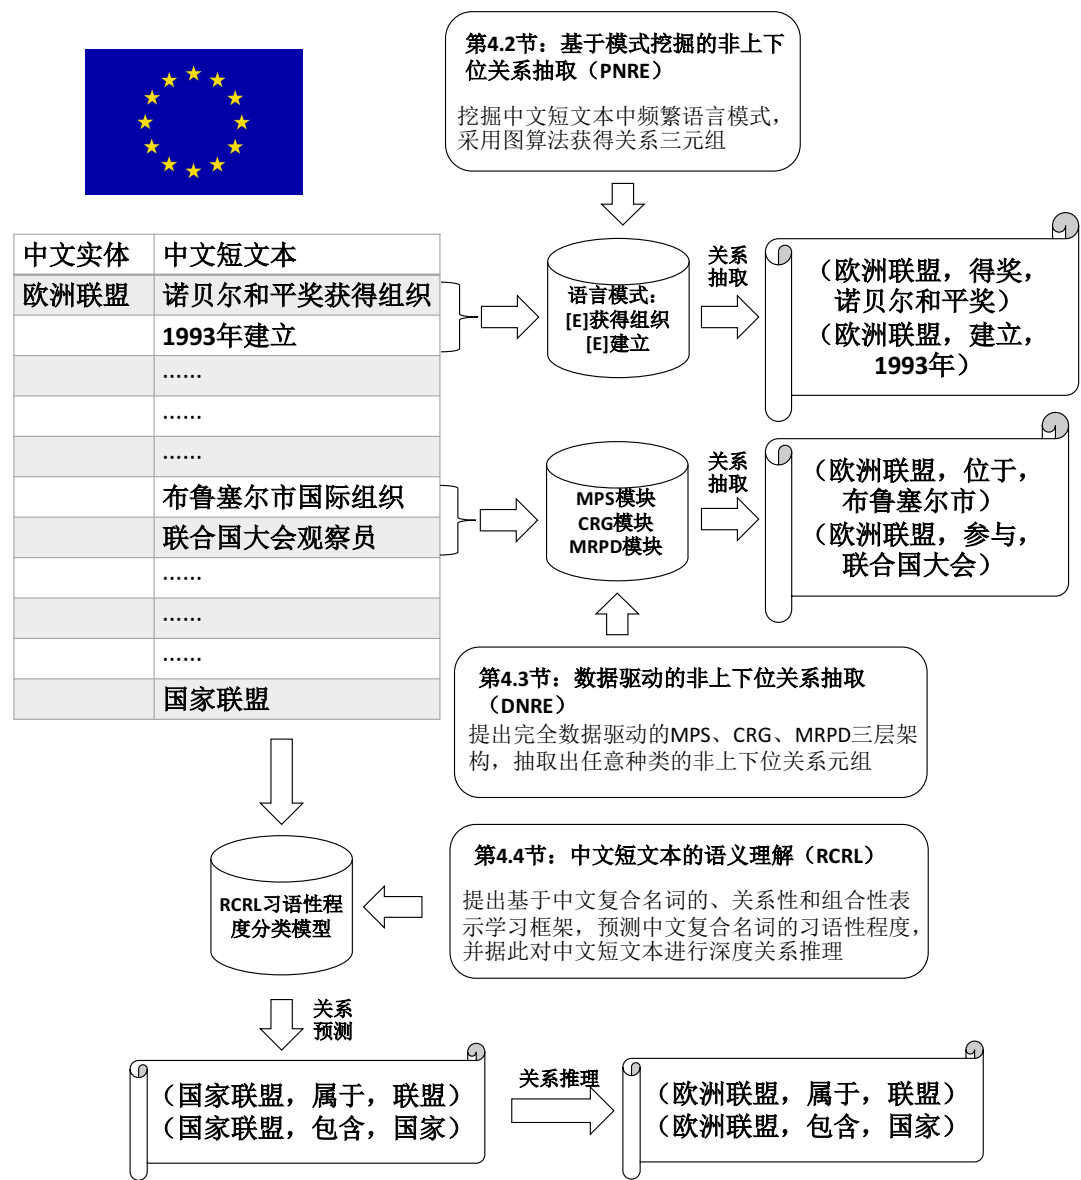 第4.2节：基于模式挖掘的非上下
位关系抽取（PNRE）
挖掘中文短文本中频繁语言模式，
采用图算法获得关系三元组
中文实体 中文短文本
欧洲联盟 诺贝尔和平奖获得组织
1993年建立
……
……
……
布鲁塞尔市国际组织
联合国大会观察员
……
……
……
国家联盟
语言模式：
[E]获得组织
[E]建立
关系
抽取
（欧洲联盟，得奖，
诺贝尔和平奖）
（欧洲联盟，建立，
1993年）
MPS模块
CRG模块
MRPD模块
关系
抽取
（欧洲联盟，位于，
布鲁塞尔市）
（欧洲联盟，参与，
联合国大会）
第4.3节：数据驱动的非上下位关系抽取
（DNRE）
提出完全数据驱动的MPS、CRG、MRPD三层架
构，抽取出任意种类的非上下位关系元组
第4.4节：中文短文本的语义理解（RCRL）
提出基于中文复合名词的、关系性和组合性表
示学习框架，预测中文复合名词的习语性程度，
并据此对中文短文本进行深度关系推理
RCRL习语性程
度分类模型
关系
预测
（国家联盟，属于，联盟）
（国家联盟，包含，国家）
关系推理
（欧洲联盟，属于，联盟）
（欧洲联盟，包含，国家）